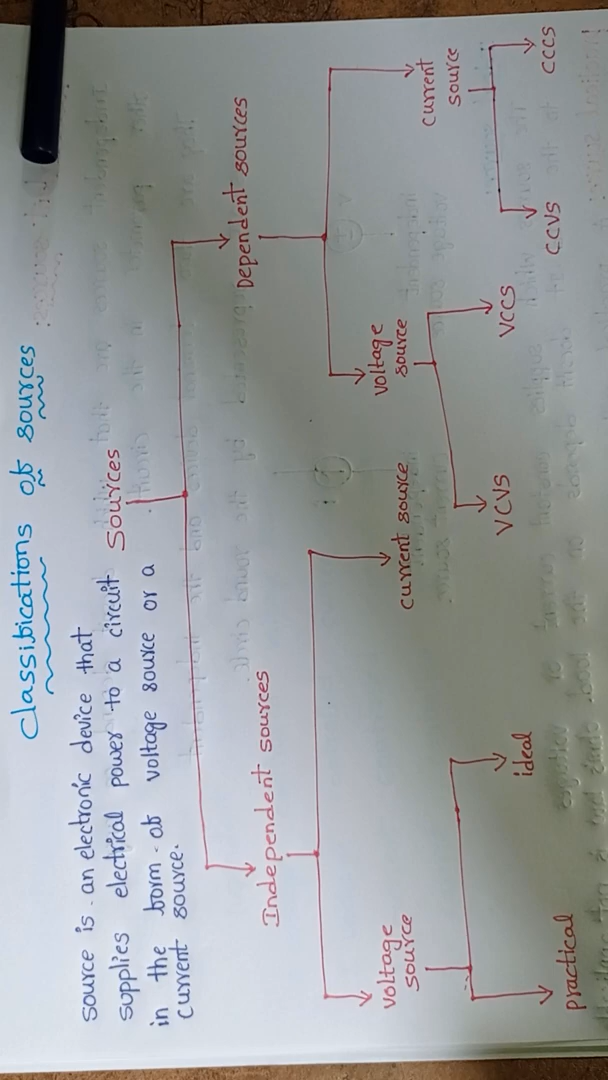 Classifications of sources
source is an electronic device that
supplies electrical power to a circuit
in the form of voltage source or a
current source.
Sources
Independent sources
Dependent sources
voltage
source
current source
voltage
source
current
source
practical
ideal
VCVS
VCCS
CCVS
CCCS